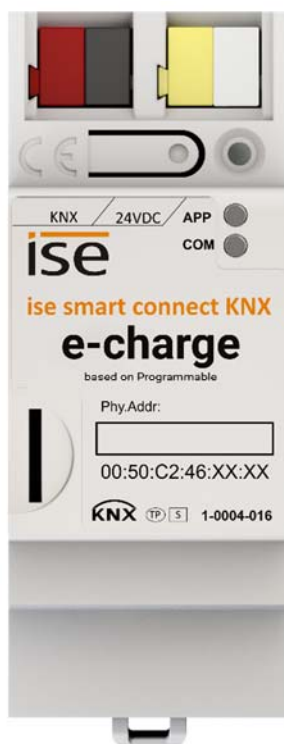 CE
KNX / 24VDC / APP
COM
ise
ise smart connect KNX
e-charge
based on Programmable
Phy.Addr:
00:50:C2:46:XX:XX
KNX TP S 1-0004-016